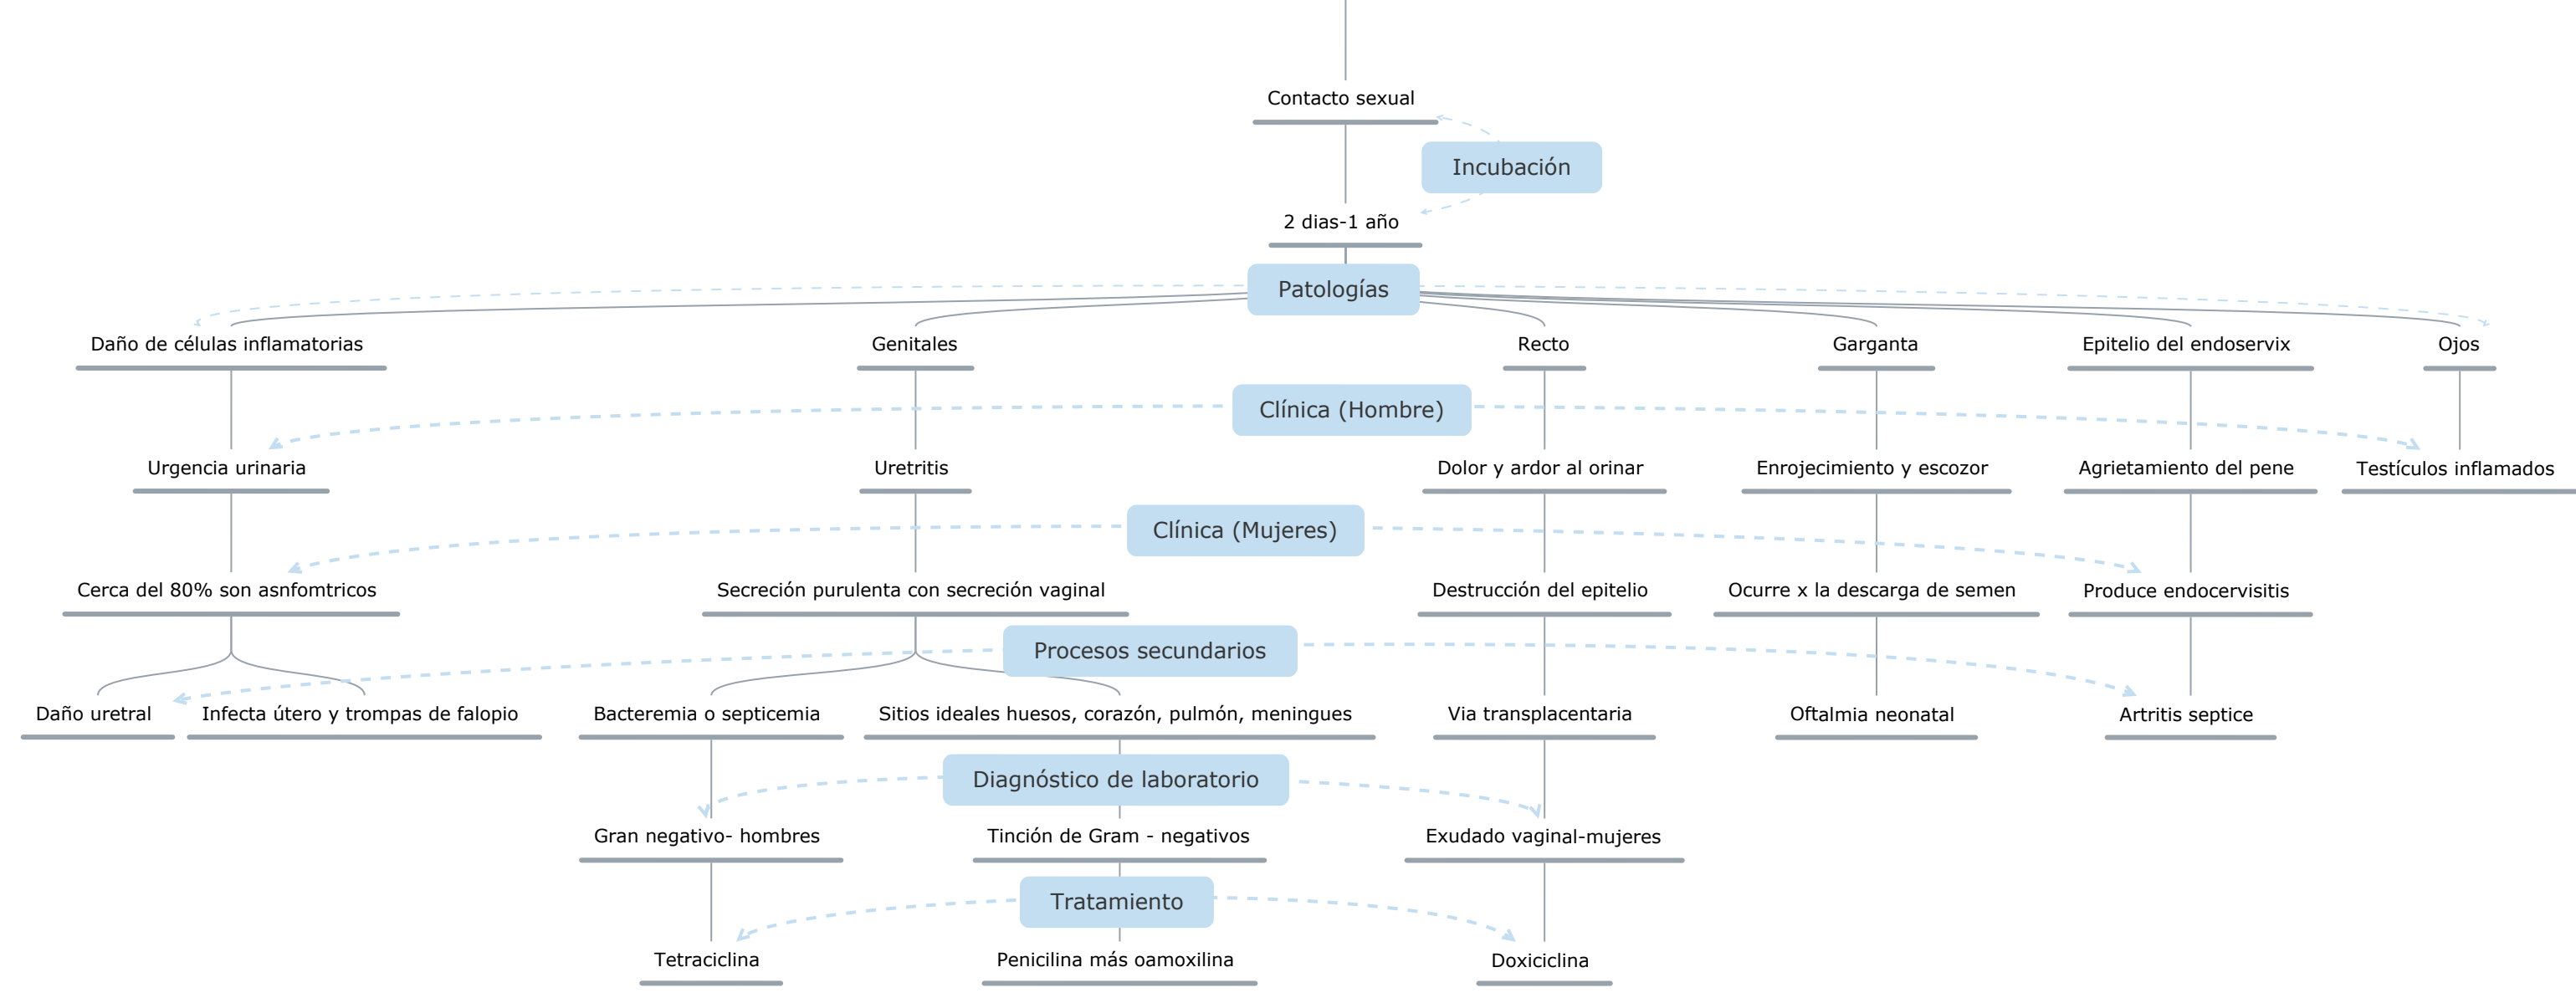 Contacto sexual
Incubación
2 dias-1 año
Patologías
Daño de células inflamatorias
Genitales
Recto
Garganta
Epitelio del endoservix
Ojos
Clínica (Hombre)
Urgencia urinaria
Uretritis
Dolor y ardor al orinar
Enrojecimiento y escozor
Agrietamiento del pene
Testículos inflamados
Clínica (Mujeres)
Cerca del 80% son asnfomtricos
Secreción purulenta con secreción vaginal
Destrucción del epitelio
Ocurre x la descarga de semen
Produce endocervisitis
Procesos secundarios
Daño uretral
Infecta útero y trompas de falopio
Bacteremia o septicemia
Sitios ideales huesos, corazón, pulmón, meningues
Via transplacentaria
Oftalmia neonatal
Artritis septice
Diagnóstico de laboratorio
Gran negativo- hombres
Tinción de Gram - negativos
Exudado vaginal-mujeres
Tratamiento
Tetraciclina
Penicilina más oamoxilina
Doxiciclina